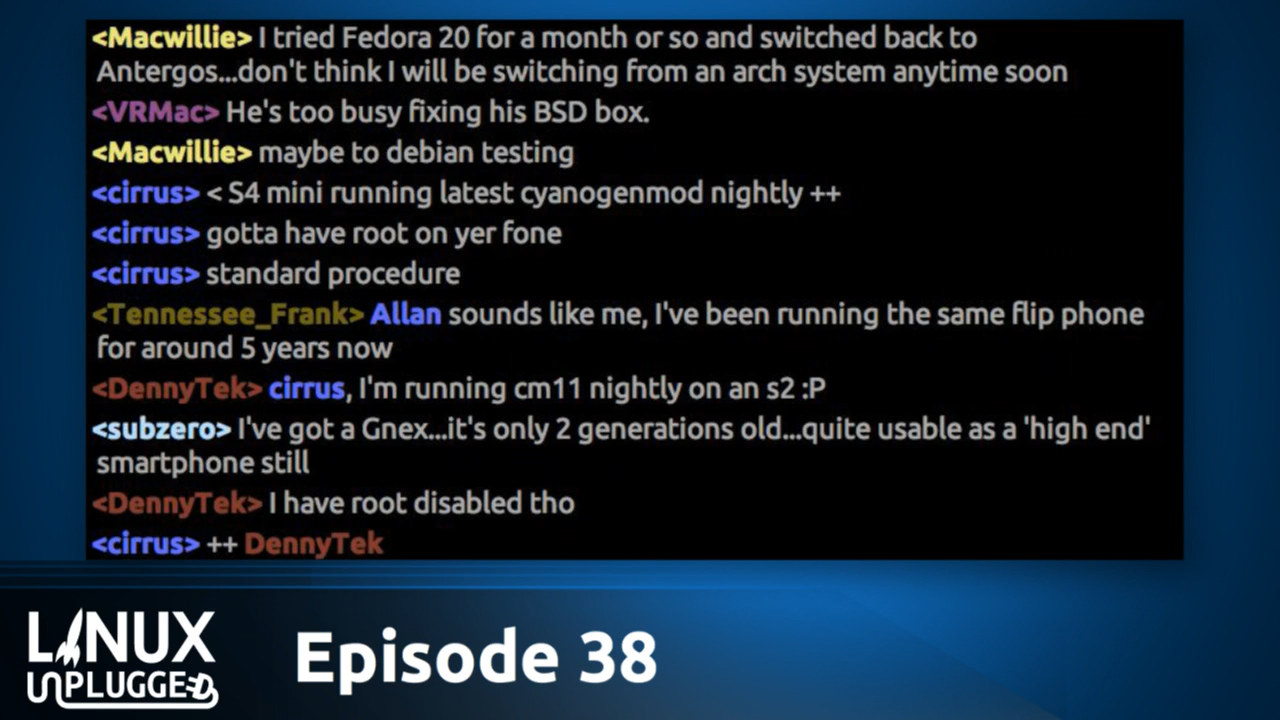 <Macwillie> I tried Fedora 20 for a month or so and switched back to
Antergos...don't think I will be switching from an arch system anytime soon
<VRMac> He's too busy fixing his BSD box.
<Macwillie> maybe to debian testing
<cirrus> < S4 mini running latest cyanogenmod nightly ++
<cirrus> gotta have root on yer fone
<cirrus> standard procedure
<Tennessee_Frank> Allan sounds like me, I've been running the same flip phone
for around 5 years now
<DennyTek> cirrus, I'm running cm11 nightly on an s2 :P
<subzero> I've got a Gnex...it's only 2 generations old...quite usable as a 'high end'
smartphone still
<DennyTek> I have root disabled tho
<cirrus> ++ DennyTek
LINUX
UNPLUGGED
Episode 38